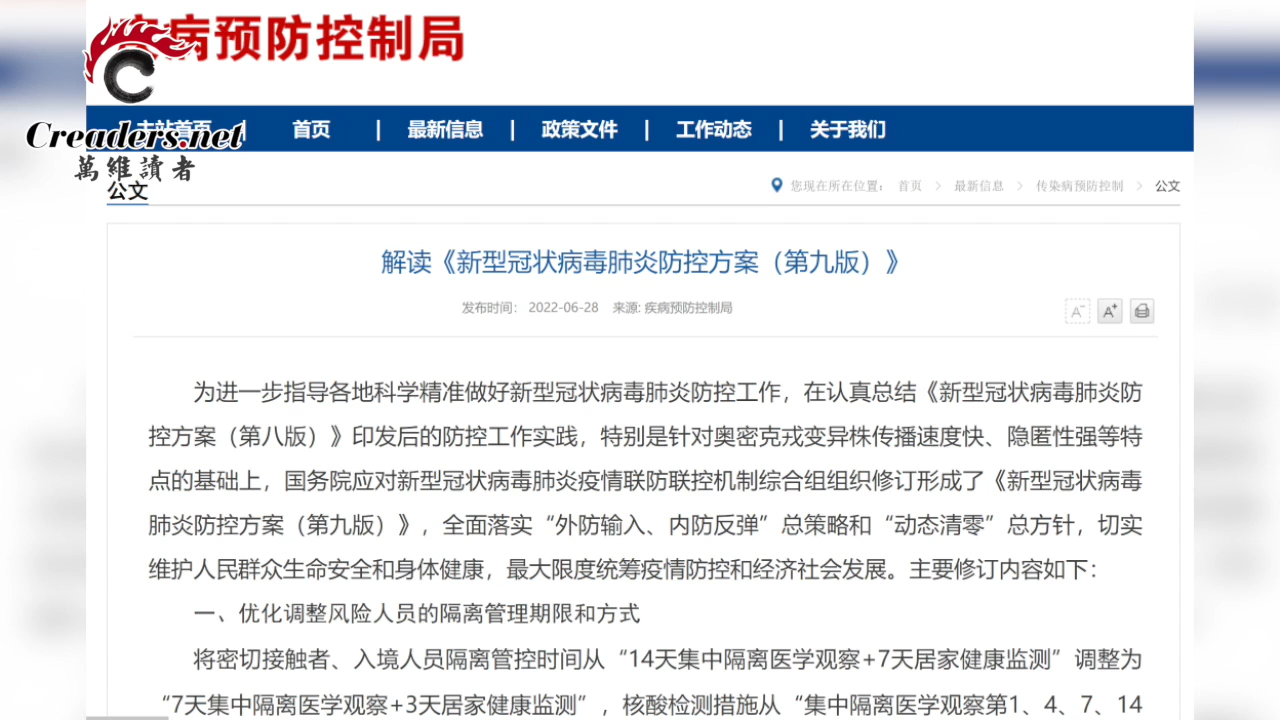 病预防控制局
Creaders.net
萬維讀者
首页 | 最新信息 | 政策文件 | 工作动态 | 关于我们
公文
您现在所在位置: 首页 > 最新信息 > 传染病预防控制 > 公文
解读《新型冠状病毒肺炎防控方案（第九版）》
发布时间： 2022-06-28 来源: 疾病预防控制局
A- A+
为进一步指导各地科学精准做好新型冠状病毒肺炎防控工作，在认真总结《新型冠状病毒肺炎防
控方案（第八版）》印发后的防控工作实践，特别是针对奥密克戎变异株传播速度快、隐匿性强等特
点的基础上，国务院应对新型冠状病毒肺炎疫情联防联控机制综合组组织修订形成了《新型冠状病毒
肺炎防控方案（第九版）》，全面落实“外防输入、内防反弹”总策略和“动态清零”总方针，切实
维护人民群众生命安全和身体健康，最大限度统筹疫情防控和经济社会发展。主要修订内容如下：
一、优化调整风险人员的隔离管理期限和方式
将密切接触者、入境人员隔离管控时间从“14天集中隔离医学观察+7天居家健康监测”调整为
“7天集中隔离医学观察+3天居家健康监测”，核酸检测措施从“集中隔离医学观察第1、4、7、14